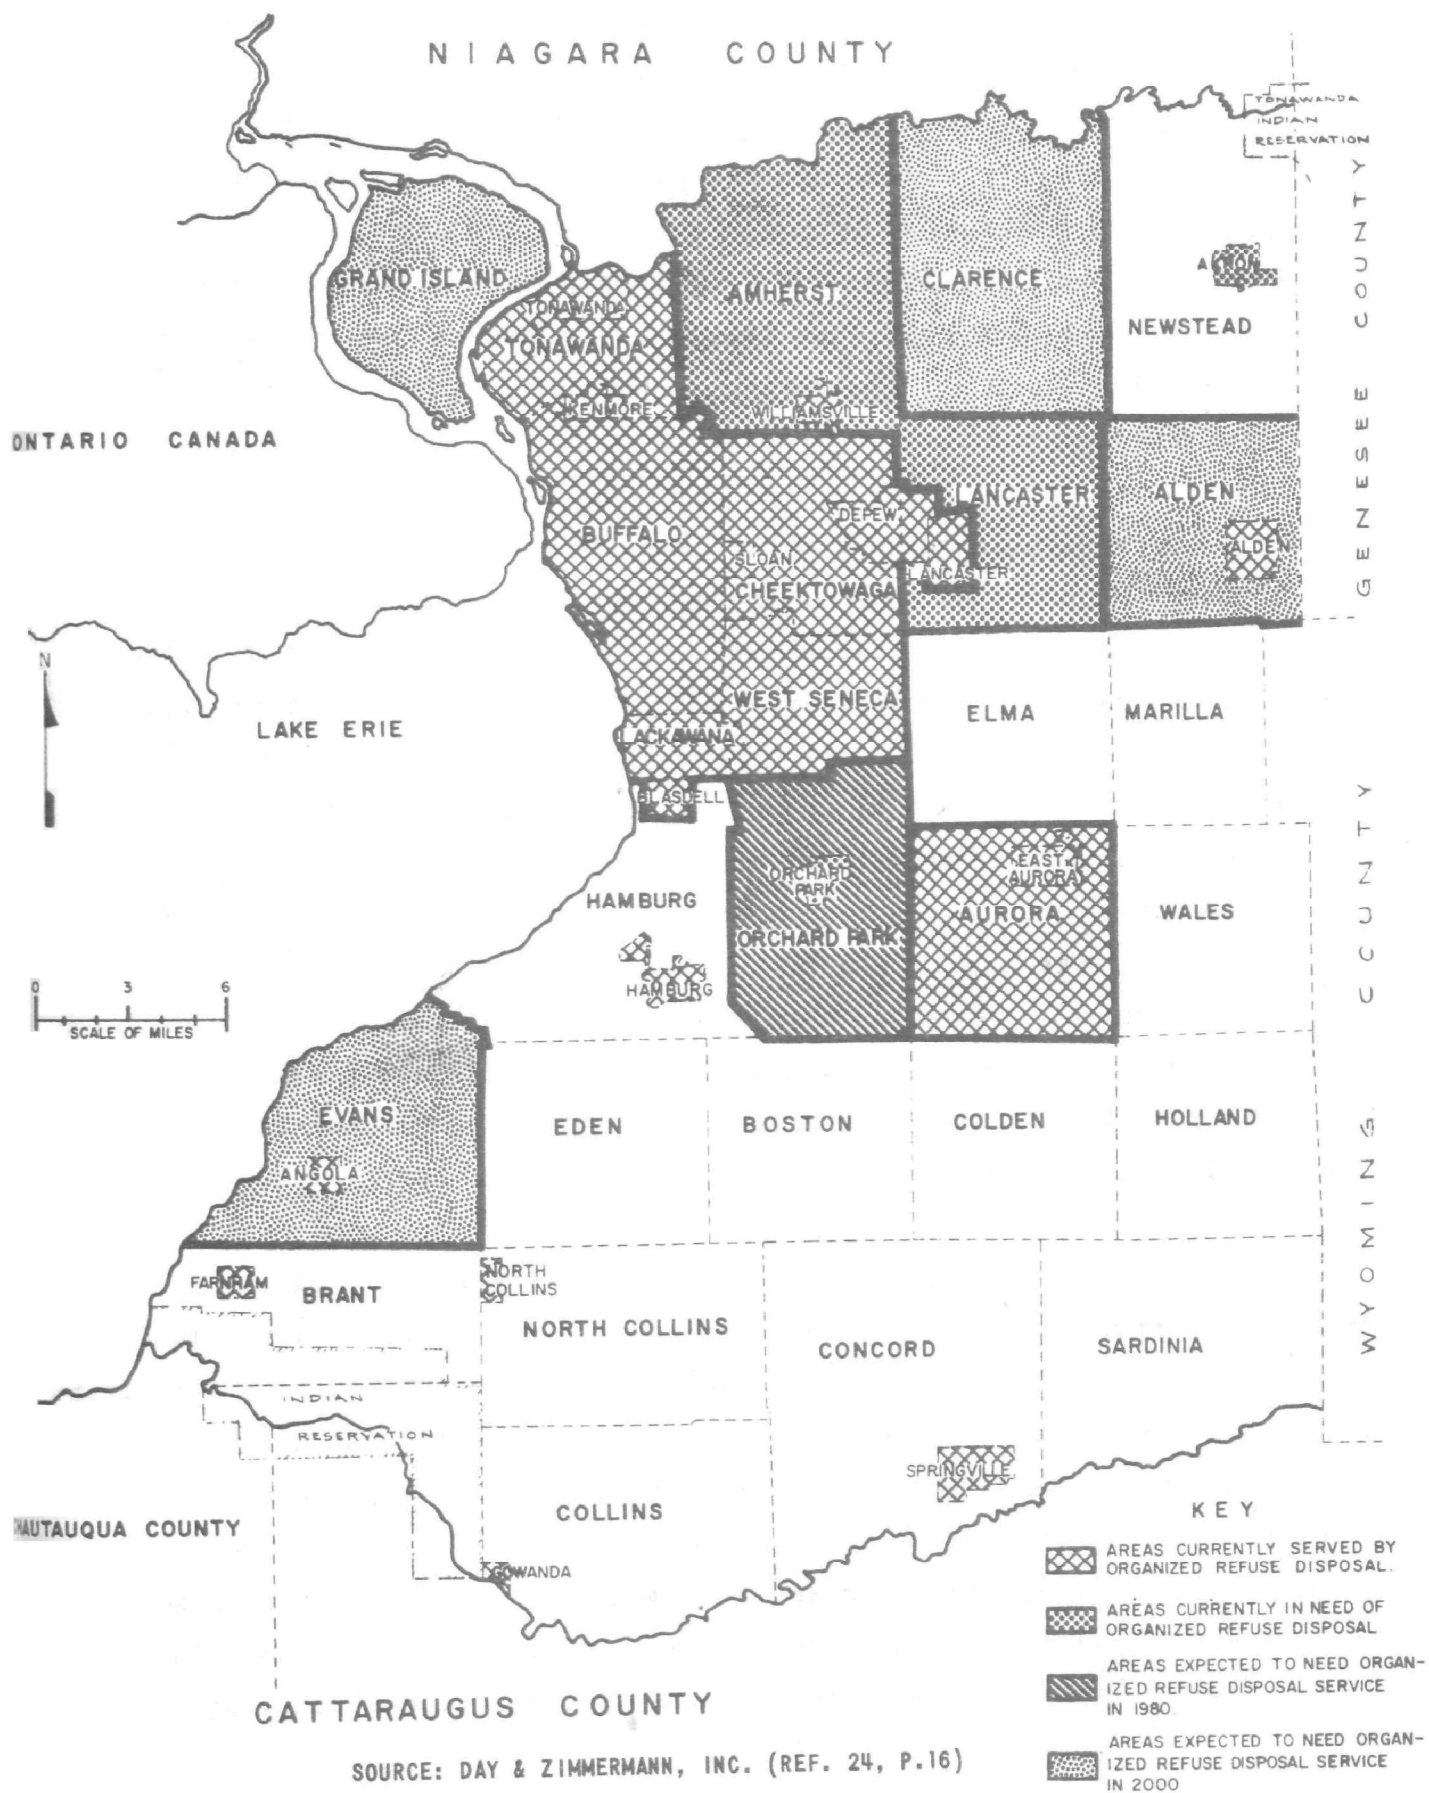 NIAGARA COUNTY
TONAWANDA
INDIAN
RESERVATION
GENESEE COUNTY
GRAND ISLAND
TONAWANDA
TONAWANDA
KENMORE
AMHERST
WILLIAMSVILLE
CLARENCE
AKRON
NEWSTEAD
ONTARIO CANADA
BUFFALO
DEPEW
SLOAN
CHEEKTOWAGA
LANCASTER
LANCASTER
ALDEN
ALDEN
N
LAKE ERIE
WEST SENECA
LACKAWANA
BLASDELL
ELMA
MARILLA
HAMBURG
HAMBURG
ORCHARD
PARK
ORCHARD PARK
EAST
AURORA
AURORA
WALES
0 3 6
SCALE OF MILES
EVANS
ANGOLA
EDEN
BOSTON
COLDEN
HOLLAND
WYOMING CCUNTY
FARNHAM
BRANT
NORTH
COLLINS
NORTH COLLINS
CONCORD
SARDINIA
INDIAN
RESERVATION
COLLINS
SPRINGVILLE
GOWANDA
HAUTAUQUA COUNTY
CATTARAUGUS COUNTY
KEY
AREAS CURRENTLY SERVED BY
ORGANIZED REFUSE DISPOSAL.
AREAS CURRENTLY IN NEED OF
ORGANIZED REFUSE DISPOSAL
AREAS EXPECTED TO NEED ORGAN-
IZED REFUSE DISPOSAL SERVICE
IN 1980.
AREAS EXPECTED TO NEED ORGAN-
IZED REFUSE DISPOSAL SERVICE
IN 2000
SOURCE: DAY & ZIMMERMANN, INC. (REF. 24, P.16)